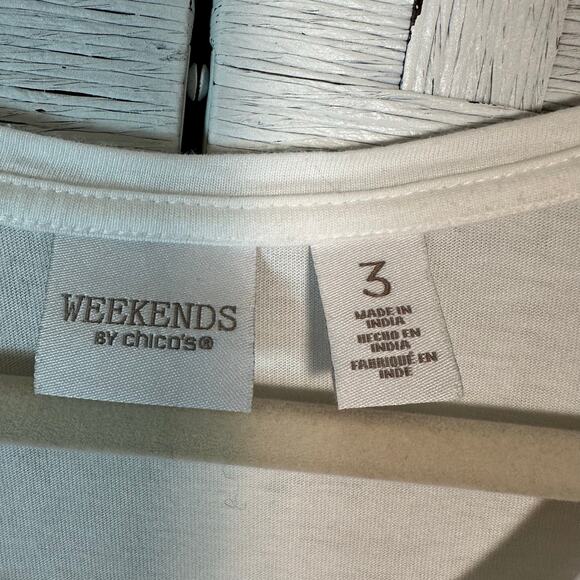 WEEKENDS
BY chico's®
3
MADE IN
INDIA
HECHO EN
INDIA
FABRIQUÉ EN
INDE